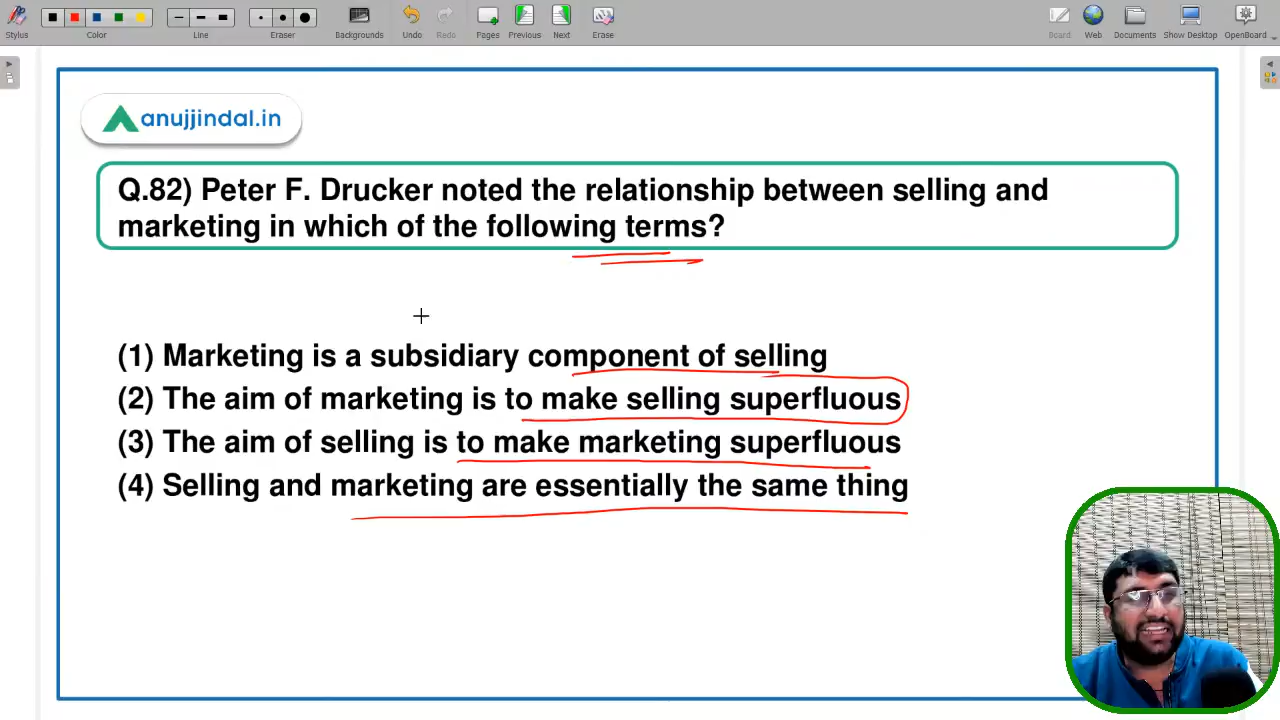 Stylus
Color
Line
Eraser
Backgrounds
Undo
Redo
Pages
Previous
Next
Erase
Board
Web
Documents
Show Desktop
OpenBoard
anujjindal.in
Q.82) Peter F. Drucker noted the relationship between selling and
marketing in which of the following terms?
(1) Marketing is a subsidiary component of selling
(2) The aim of marketing is to make selling superfluous
(3) The aim of selling is to make marketing superfluous
(4) Selling and marketing are essentially the same thing